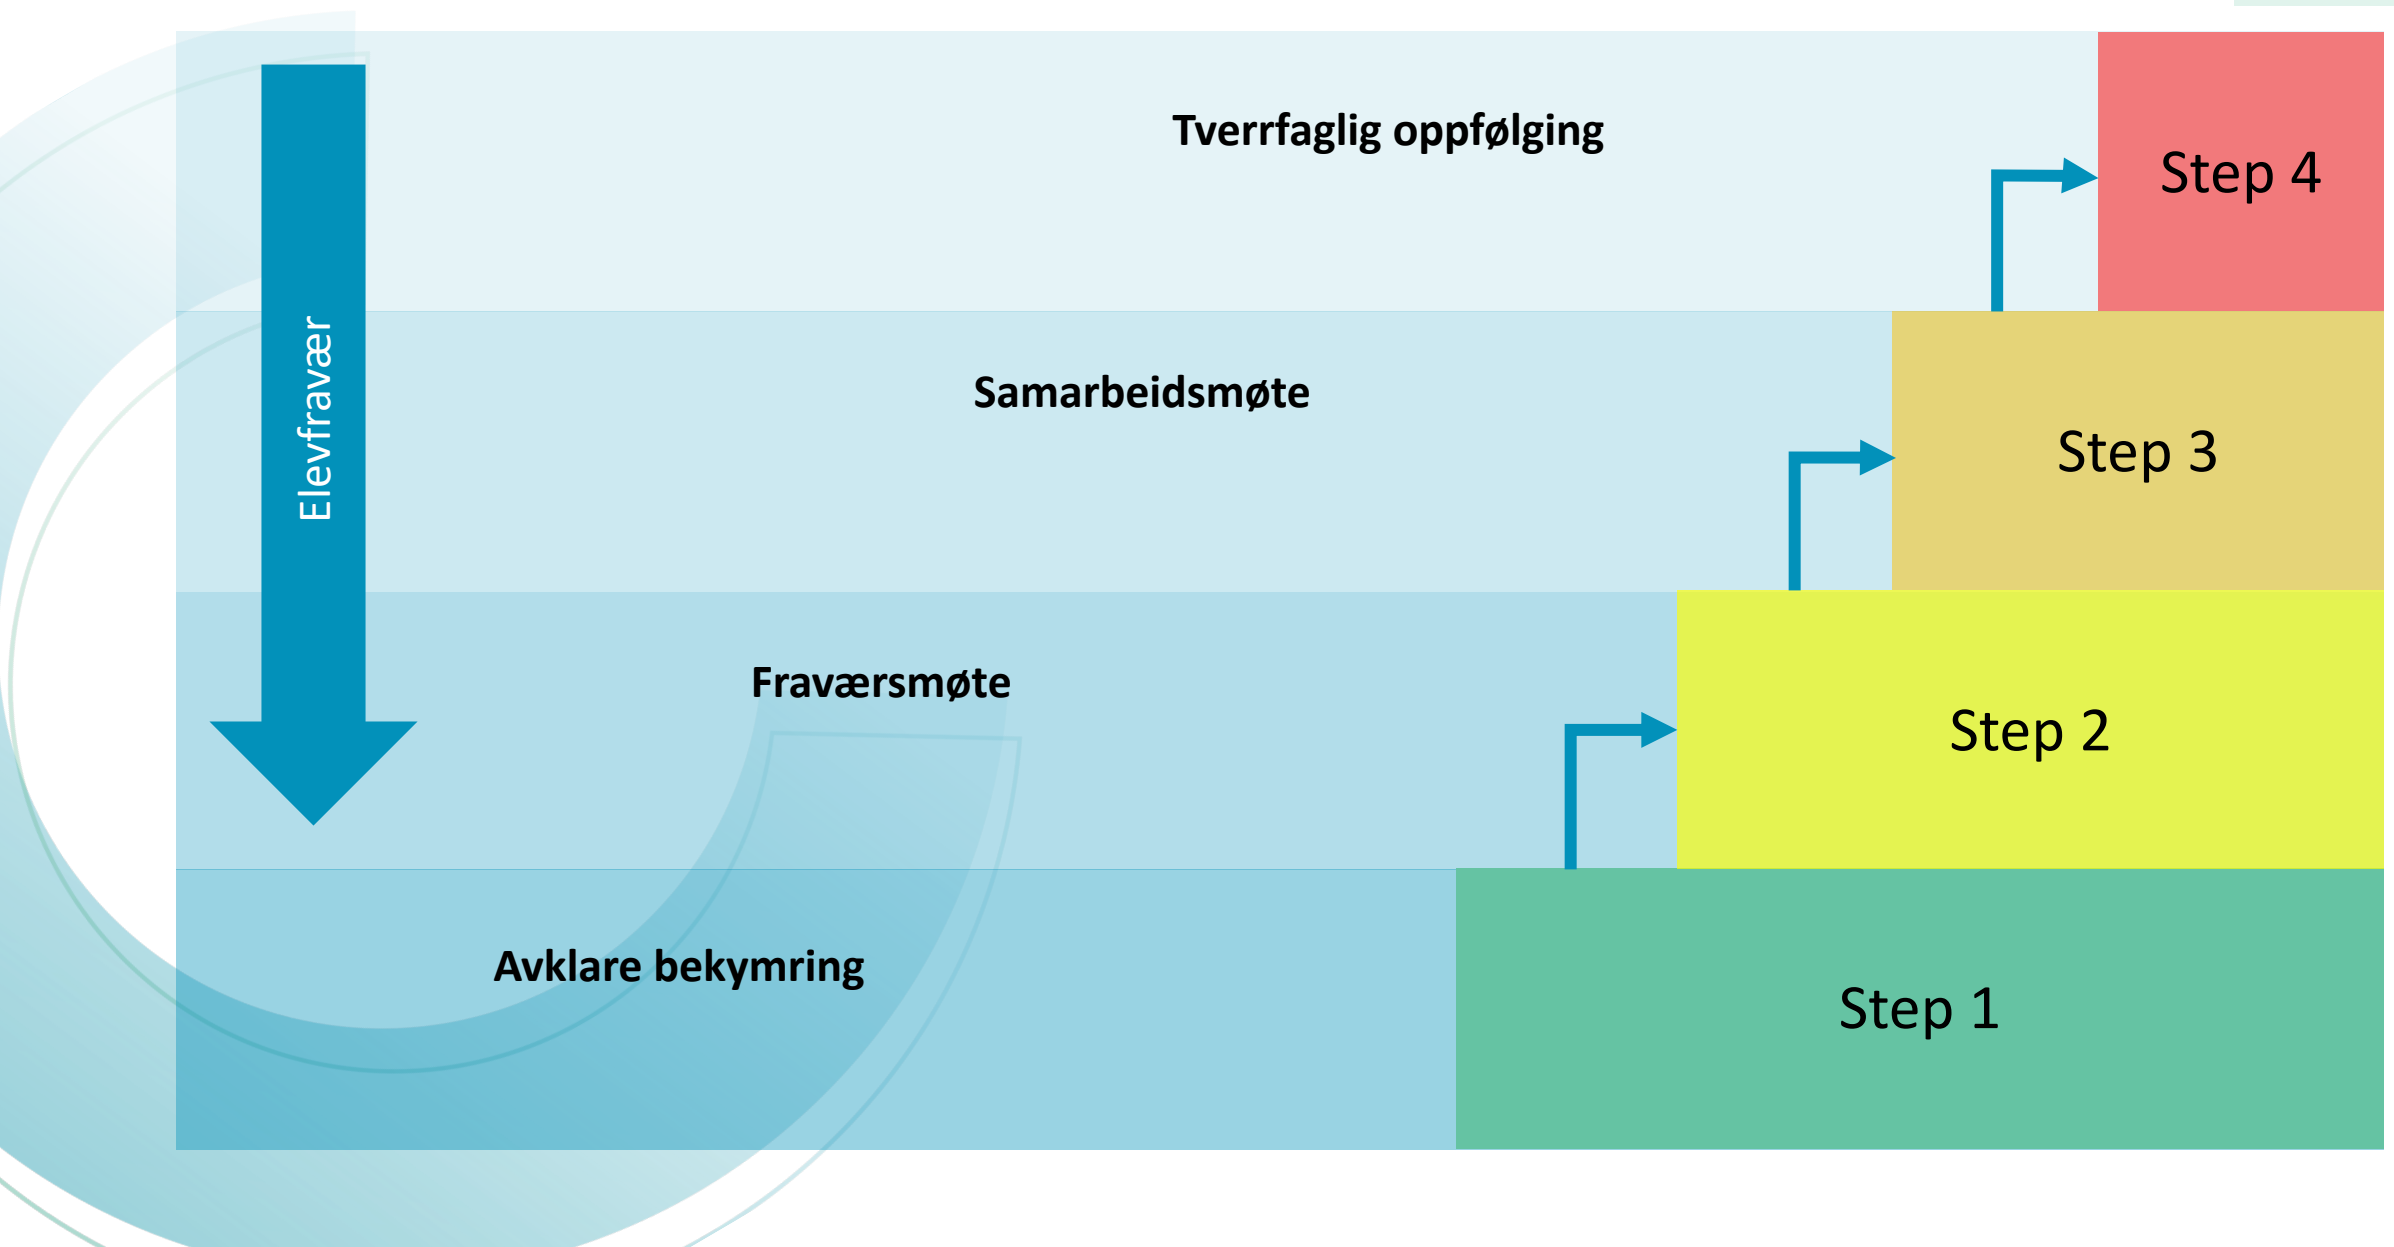 Tverrfaglig oppfølging
Step 4
Elevfravær
Samarbeidsmøte
Step 3
Fraværsmøte
Step 2
Avklare bekymring
Step 1